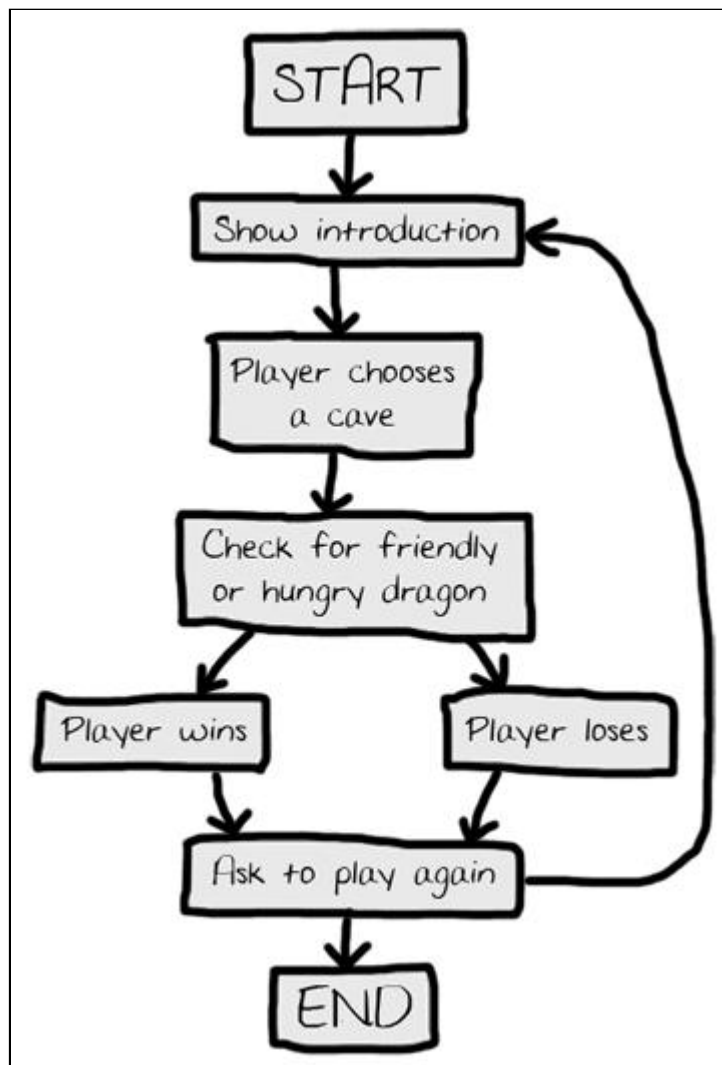 START
Show introduction
Player chooses
a cave
Check for friendly
or hungry dragon
Player wins
Player loses
Ask to play again
END